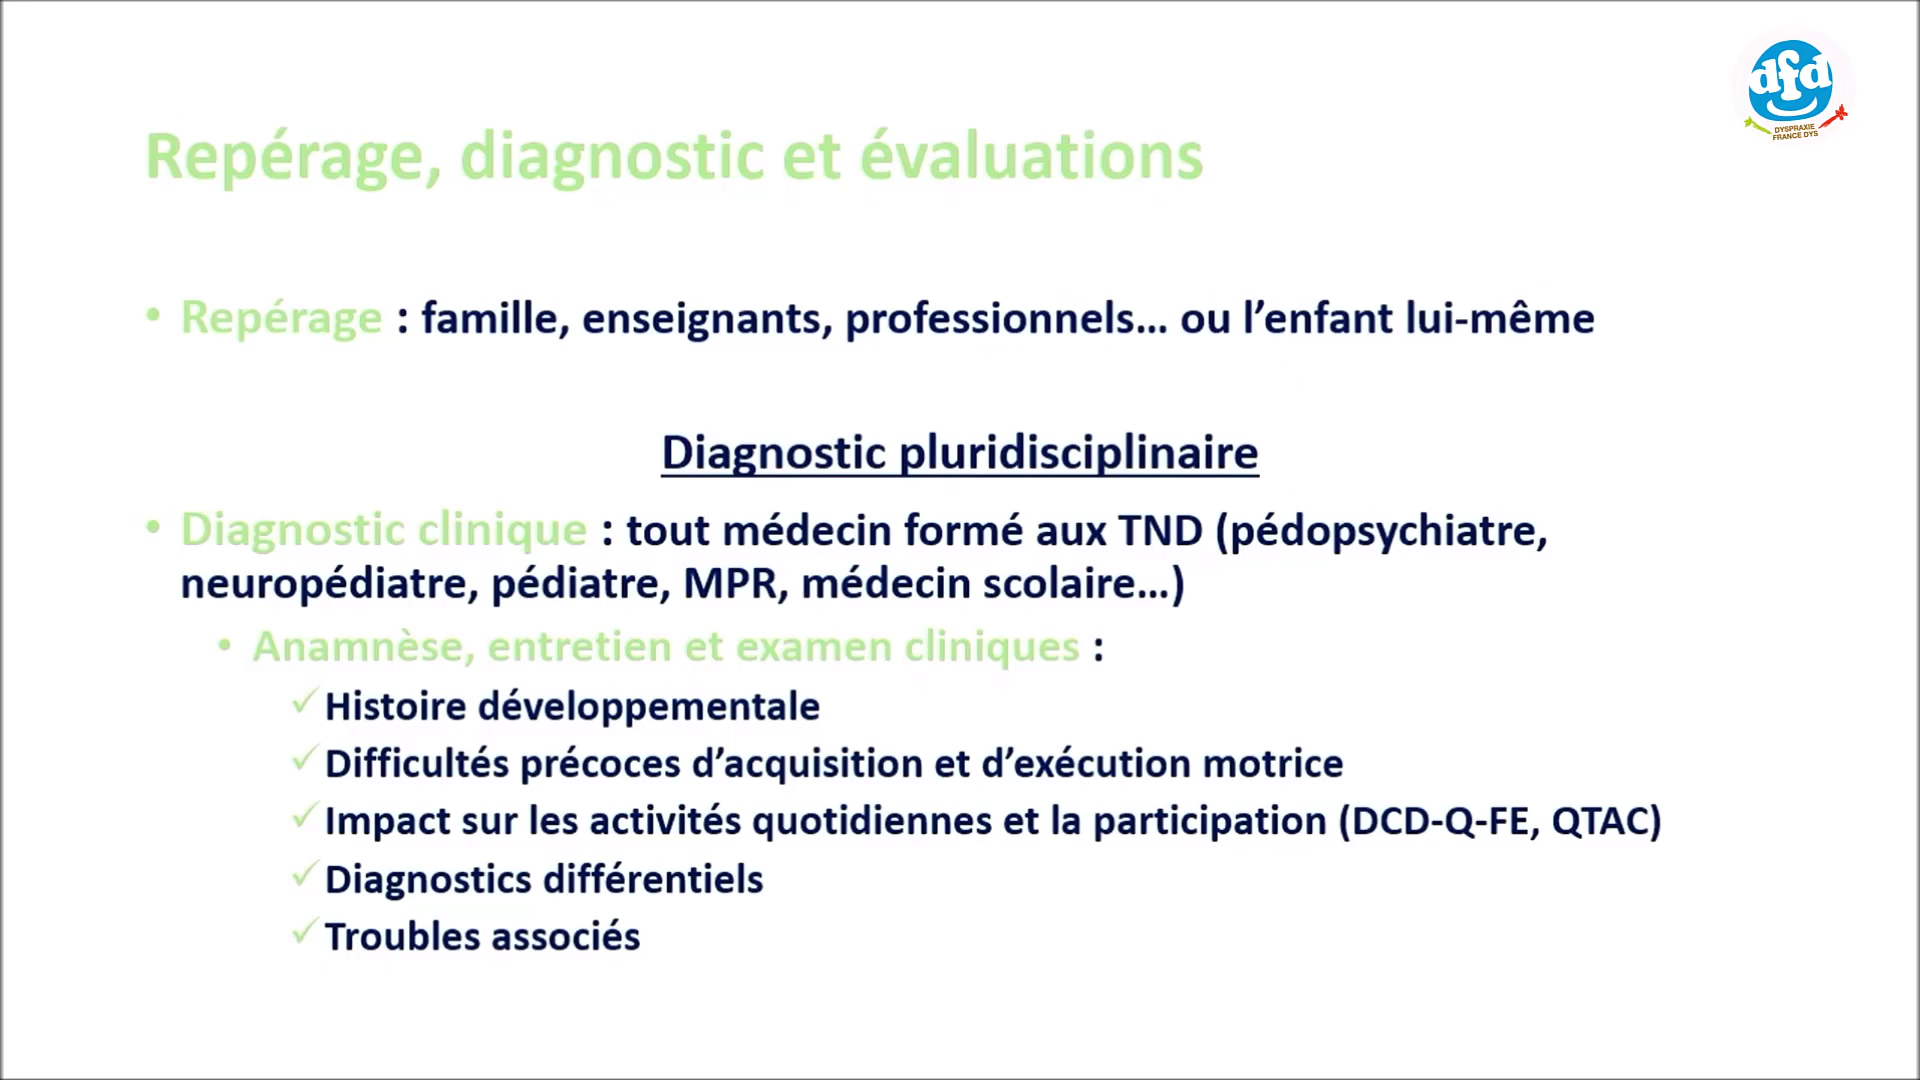 dfd
DYSPRAXIE
FRANCE DYS
Repérage, diagnostic et évaluations
• Repérage : famille, enseignants, professionnels... ou l’enfant lui-même
Diagnostic pluridisciplinaire
• Diagnostic clinique : tout médecin formé aux TND (pédopsychiatre,
neuropédiatre, pédiatre, MPR, médecin scolaire...)
• Anamnèse, entretien et examen cliniques :
✓ Histoire développementale
✓ Difficultés précoces d’acquisition et d’exécution motrice
✓ Impact sur les activités quotidiennes et la participation (DCD-Q-FE, QTAC)
✓ Diagnostics différentiels
✓ Troubles associés